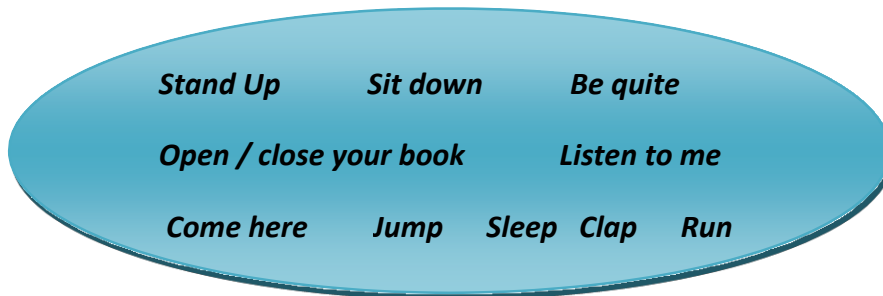 Stand Up Sit down Be quite
Open / close your book Listen to me
Come here Jump Sleep Clap Run